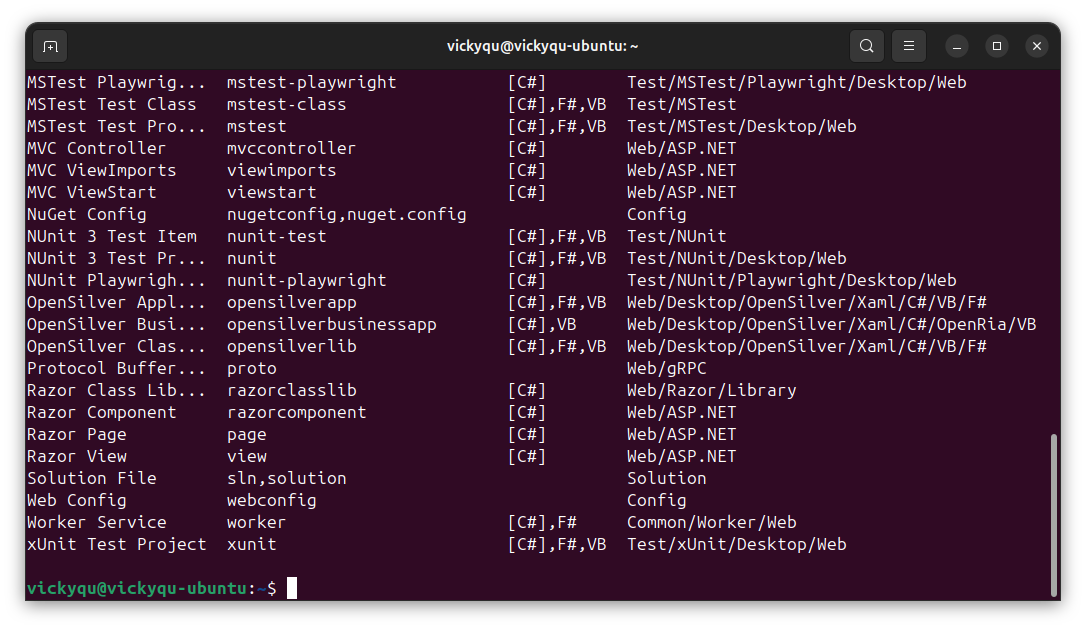 vickyqu@vickyqu-ubuntu: ~
MSTest Playwrig... mstest-playwright [C#] Test/MSTest/Playwright/Desktop/Web
MSTest Test Class mstest-class [C#],F#,VB Test/MSTest
MSTest Test Pro... mstest [C#],F#,VB Test/MSTest/Desktop/Web
MVC Controller mvccontroller [C#] Web/ASP.NET
MVC ViewImports viewimports [C#] Web/ASP.NET
MVC ViewStart viewstart [C#] Web/ASP.NET
NuGet Config nugetconfig,nuget.config Config
NUnit 3 Test Item nunit-test [C#],F#,VB Test/NUnit
NUnit 3 Test Pr... nunit [C#],F#,VB Test/NUnit/Desktop/Web
NUnit Playwrigh... nunit-playwright [C#] Test/NUnit/Playwright/Desktop/Web
OpenSilver Appl... opensilverapp [C#],F#,VB Web/Desktop/OpenSilver/Xaml/C#/VB/F#
OpenSilver Busi... opensilverbusinessapp [C#],VB Web/Desktop/OpenSilver/Xaml/C#/OpenRia/VB
OpenSilver Clas... opensilverlib [C#],F#,VB Web/Desktop/OpenSilver/Xaml/C#/VB/F#
Protocol Buffer... proto Web/gRPC
Razor Class Lib... razorclasslib [C#] Web/Razor/Library
Razor Component razorcomponent [C#] Web/ASP.NET
Razor Page page [C#] Web/ASP.NET
Razor View view [C#] Web/ASP.NET
Solution File sln,solution Solution
Web Config webconfig Config
Worker Service worker [C#],F# Common/Worker/Web
xUnit Test Project xunit [C#],F#,VB Test/xUnit/Desktop/Web
vickyqu@vickyqu-ubuntu:~$